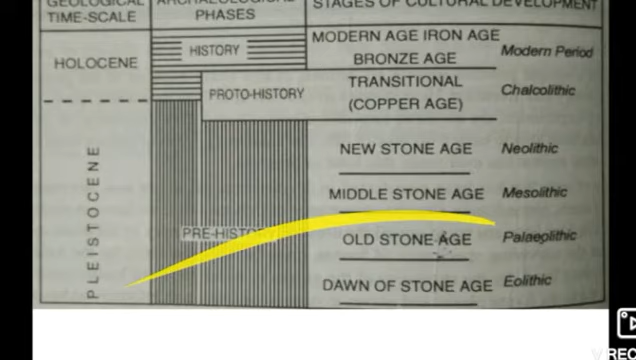 GEOLOGICAL
TIME-SCALE
ARCHAEOLOGICAL
PHASES
STAGES OF CULTURAL DEVELOPMENT
HOLOCENE
HISTORY
MODERN AGE IRON AGE
BRONZE AGE
Modern Period
PROTO-HISTORY
TRANSITIONAL
(COPPER AGE)
Chalcolithic
PLEISTOCENE
PRE-HISTORY
NEW STONE AGE
Neolithic
MIDDLE STONE AGE
Mesolithic
OLD STONE AGE
Palaeolithic
DAWN OF STONE AGE
Eolithic